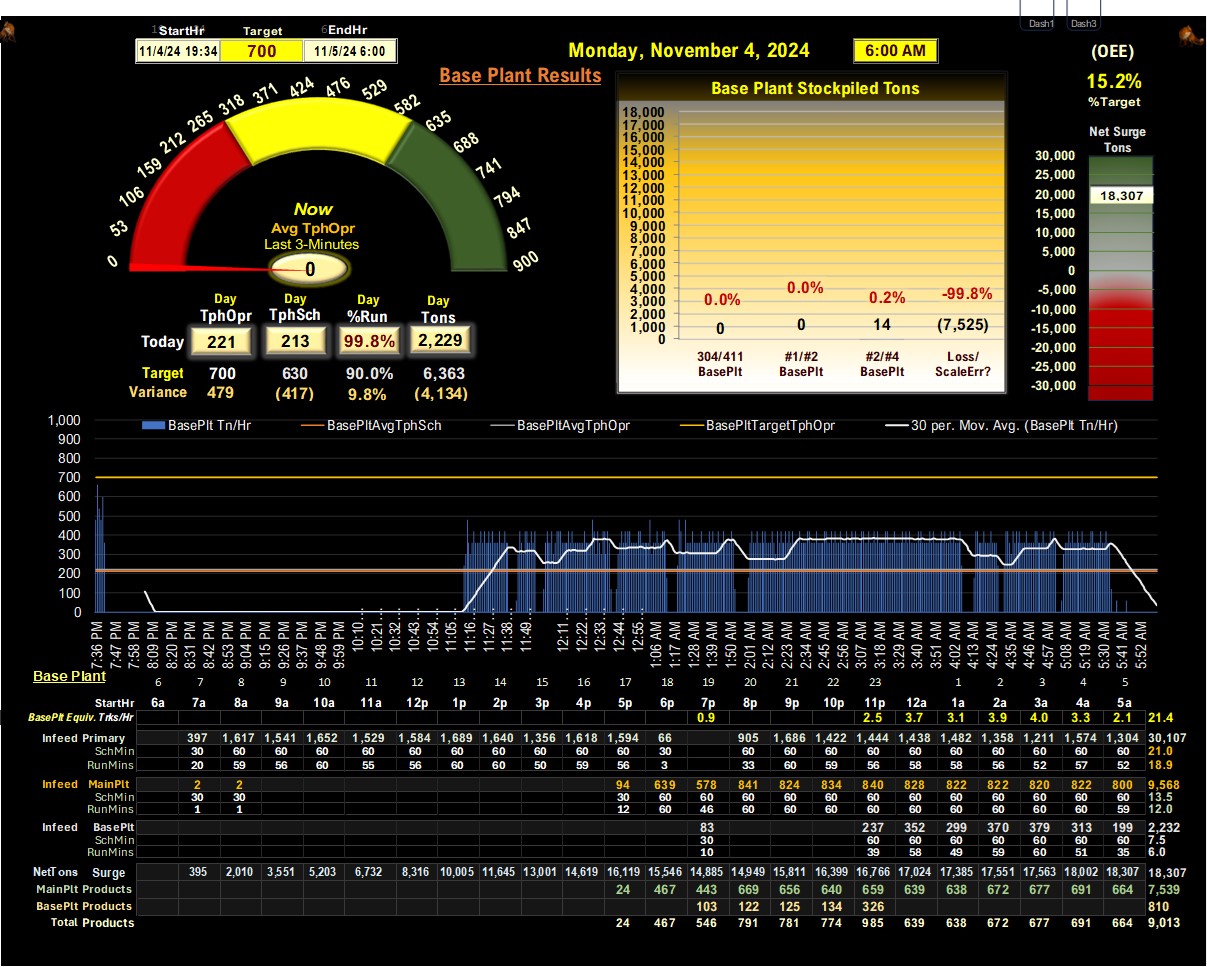 Dash1 Dash3
StartHr Target EndHr
11/4/24 19:34 700 11/5/24 6:00
Monday, November 4, 2024 6:00 AM
(OEE)
15.2%
%Target
Base Plant Results
Base Plant Stockpiled Tons
Net Surge
Tons
0 53 106 159 212 265 318 371 424 476 529 582 635 688 741 794 847 900
Now
Avg TphOpr
Last 3-Minutes
0
18,000
17,000
16,000
15,000
14,000
13,000
12,000
11,000
10,000
9,000
8,000
7,000
6,000
5,000
4,000
3,000
2,000
1,000
0
0.0% 0.0% 0.2% -99.8%
0 0 14 (7,525)
304/411 #1/#2 #2/#4 Loss/
BasePlt BasePlt BasePlt ScaleErr?
30,000
25,000
20,000
18,307
15,000
10,000
5,000
0
-5,000
-10,000
-15,000
-20,000
-25,000
-30,000
Day Day Day Day
TphOpr TphSch %Run Tons
Today 221 213 99.8% 2,229
Target 700 630 90.0% 6,363
Variance 479 (417) 9.8% (4,134)
BasePlt Tn/Hr BasePltAvgTphSch BasePltAvgTphOpr BasePltTargetTphOpr 30 per. Mov. Avg. (BasePlt Tn/Hr)
1,000
900
800
700
600
500
400
300
200
100
0
7:36 PM 7:47 PM 7:58 PM 8:09 PM 8:20 PM 8:31 PM 8:42 PM 8:53 PM 9:04 PM 9:15 PM 9:26 PM 9:37 PM 9:48 PM 9:59 PM 10:10… 10:21… 10:32… 10:43… 10:54… 11:05… 11:16… 11:27… 11:38… 11:49… 12:11… 12:22… 12:33… 12:44… 12:55… 1:06 AM 1:17 AM 1:28 AM 1:39 AM 1:50 AM 2:01 AM 2:12 AM 2:23 AM 2:34 AM 2:45 AM 2:56 AM 3:07 AM 3:18 AM 3:29 AM 3:40 AM 3:51 AM 4:02 AM 4:13 AM 4:24 AM 4:35 AM 4:46 AM 4:57 AM 5:08 AM 5:19 AM 5:30 AM 5:41 AM 5:52 AM
Base Plant 6 7 8 9 10 11 12 13 14 15 16 17 18 19 20 21 22 23 1 2 3 4 5
StartHr 6a 7a 8a 9a 10a 11a 12p 1p 2p 3p 4p 5p 6p 7p 8p 9p 10p 11p 12a 1a 2a 3a 4a 5a
BasePlt Equiv. Trks/Hr 0.9 2.5 3.7 3.1 3.9 4.0 3.3 2.1 21.4
Infeed Primary 397 1,617 1,541 1,652 1,529 1,584 1,689 1,640 1,356 1,618 1,594 66 905 1,686 1,422 1,444 1,438 1,482 1,358 1,211 1,574 1,304 30,107
SchMin 30 60 60 60 60 60 60 60 60 60 60 30 60 60 60 60 60 60 60 60 60 60 21.0
RunMins 20 59 56 60 55 56 60 60 50 59 56 3 33 60 59 56 58 58 56 52 57 52 18.9
Infeed MainPlt 2 2 94 639 578 841 824 834 840 828 822 822 820 822 800 9,568
SchMin 30 30 30 60 60 60 60 60 60 60 60 60 60 60 60 13.5
RunMins 1 1 12 60 46 60 60 60 60 60 60 60 60 60 59 12.0
Infeed BasePlt 83 237 352 299 370 379 313 199 2,232
SchMin 30 60 60 60 60 60 60 60 7.5
RunMins 10 39 58 49 59 60 51 35 6.0
NetTons Surge 395 2,010 3,551 5,203 6,732 8,316 10,005 11,645 13,001 14,619 16,119 15,546 14,885 14,949 15,811 16,399 16,766 17,024 17,385 17,551 17,563 18,002 18,307 18,307
MainPlt Products 24 467 443 669 656 640 659 639 638 672 677 691 664 7,539
BasePlt Products 103 122 125 134 326 810
Total Products 24 467 546 791 781 774 985 639 638 672 677 691 664 9,013